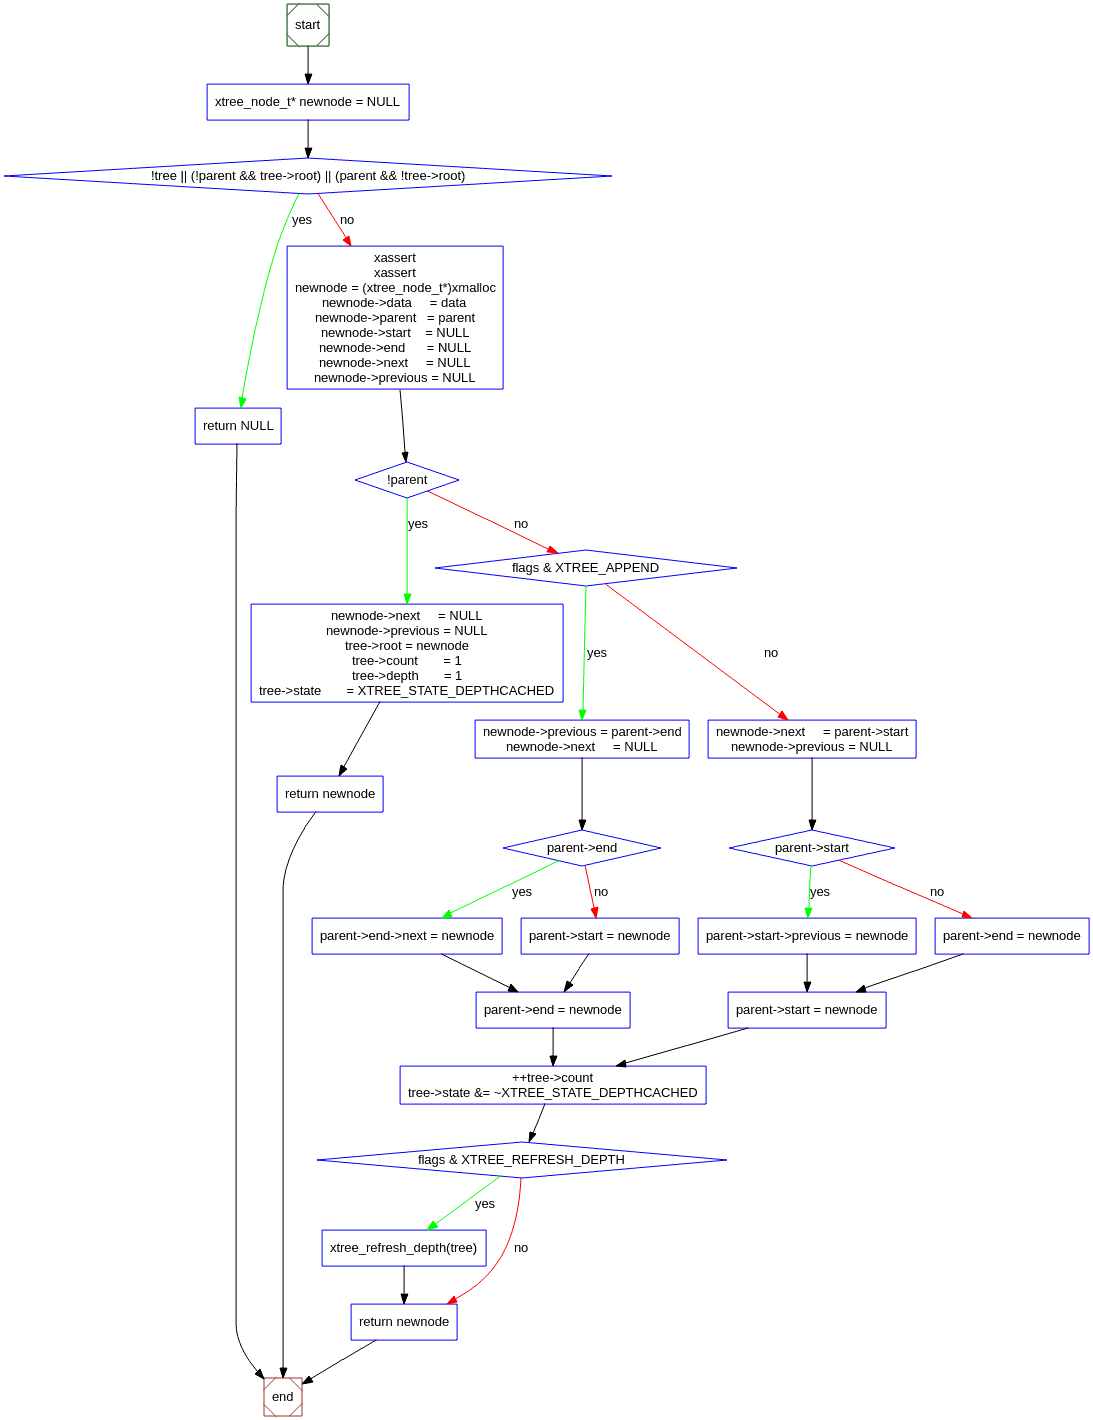 start
xtree_node_t* newnode = NULL
!tree || (!parent && tree->root) || (parent && !tree->root)
yes
no
xassert
xassert
newnode = (xtree_node_t*)xmalloc
newnode->data = data
newnode->parent = parent
newnode->start = NULL
newnode->end = NULL
newnode->next = NULL
newnode->previous = NULL
return NULL
!parent
yes
no
flags & XTREE_APPEND
newnode->next = NULL
newnode->previous = NULL
tree->root = newnode
tree->count = 1
tree->depth = 1
tree->state = XTREE_STATE_DEPTHCACHED
yes
no
newnode->previous = parent->end
newnode->next = NULL
newnode->next = parent->start
newnode->previous = NULL
return newnode
parent->end
parent->start
yes
no
yes
no
parent->end->next = newnode
parent->start = newnode
parent->start->previous = newnode
parent->end = newnode
parent->end = newnode
parent->start = newnode
++tree->count
tree->state &= ~XTREE_STATE_DEPTHCACHED
flags & XTREE_REFRESH_DEPTH
yes
no
xtree_refresh_depth(tree)
return newnode
end